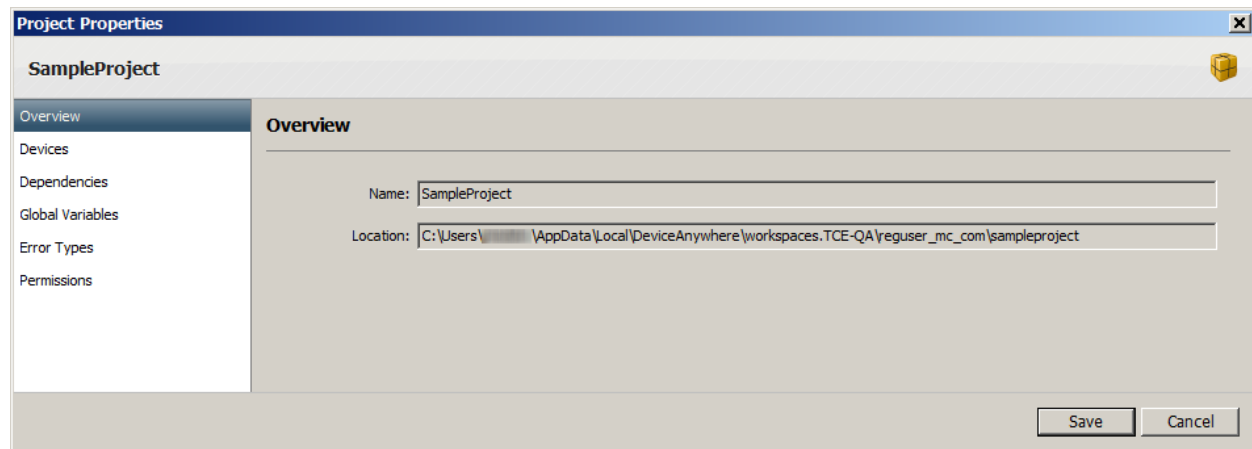 Project Properties
SampleProject
Overview
Devices
Dependencies
Global Variables
Error Types
Permissions
Overview
Name: SampleProject
Location: C:\Users\ \AppData\Local\DeviceAnywhere\workspaces.TCE-QA\reguser_mc_com\sampleproject
Save Cancel